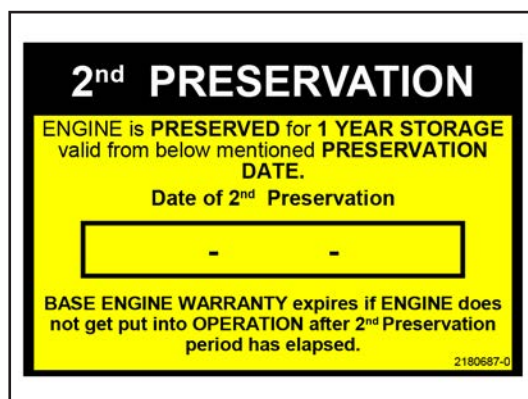 2nd PRESERVATION
ENGINE is PRESERVED for 1 YEAR STORAGE
valid from below mentioned PRESERVATION
DATE.
Date of 2nd Preservation
- -
BASE ENGINE WARRANTY expires if ENGINE does
not get put into OPERATION after 2nd Preservation
period has elapsed.
2180687-0